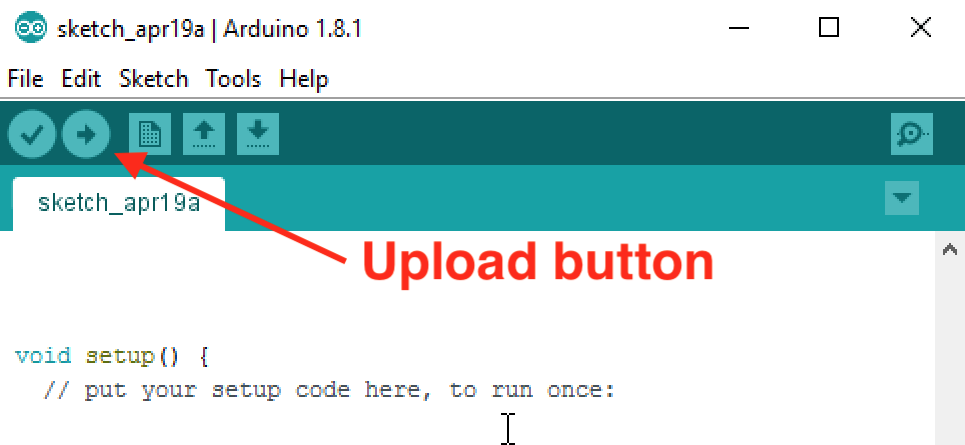 sketch_apr19a | Arduino 1.8.1
File Edit Sketch Tools Help
sketch_apr19a
Upload button
void setup() {
// put your setup code here, to run once: